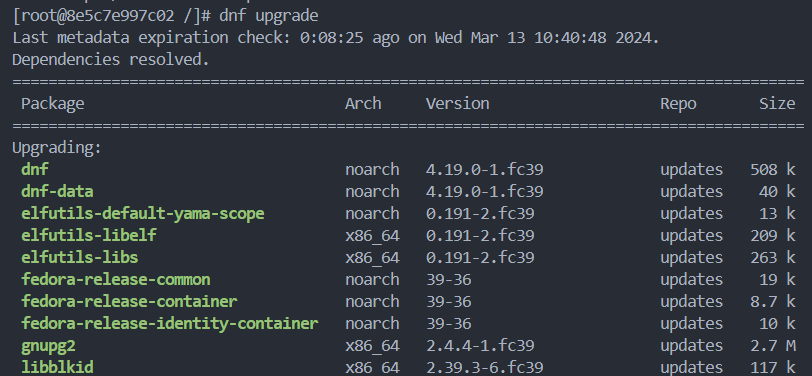 [root@8e5c7e997c02 /]# dnf upgrade
Last metadata expiration check: 0:08:25 ago on Wed Mar 13 10:40:48 2024.
Dependencies resolved.
================================================================================
 Package                            Arch    Version                   Repo      Size
================================================================================
Upgrading:
 dnf                                noarch  4.19.0-1.fc39             updates  508 k
 dnf-data                           noarch  4.19.0-1.fc39             updates   40 k
 elfutils-default-yama-scope        noarch  0.191-2.fc39              updates   13 k
 elfutils-libelf                    x86_64  0.191-2.fc39              updates  209 k
 elfutils-libs                      x86_64  0.191-2.fc39              updates  263 k
 fedora-release-common              noarch  39-36                     updates   19 k
 fedora-release-container           noarch  39-36                     updates  8.7 k
 fedora-release-identity-container  noarch  39-36                     updates   10 k
 gnupg2                             x86_64  2.4.4-1.fc39              updates  2.7 M
 libblkid                           x86_64  2.39.3-6.fc39             updates  117 k